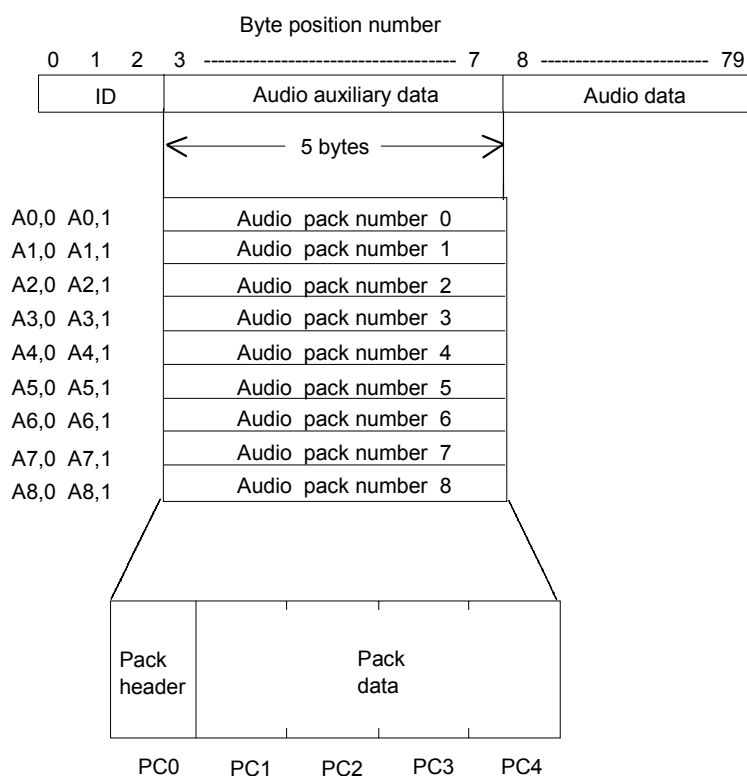 Byte position number
0 1 2 3 ------------------------------------ 7 8 ------------------------ 79
ID Audio auxiliary data Audio data
5 bytes
A0,0 A0,1 Audio pack number 0
A1,0 A1,1 Audio pack number 1
A2,0 A2,1 Audio pack number 2
A3,0 A3,1 Audio pack number 3
A4,0 A4,1 Audio pack number 4
A5,0 A5,1 Audio pack number 5
A6,0 A6,1 Audio pack number 6
A7,0 A7,1 Audio pack number 7
A8,0 A8,1 Audio pack number 8
Pack Pack
header data
PC0 PC1 PC2 PC3 PC4